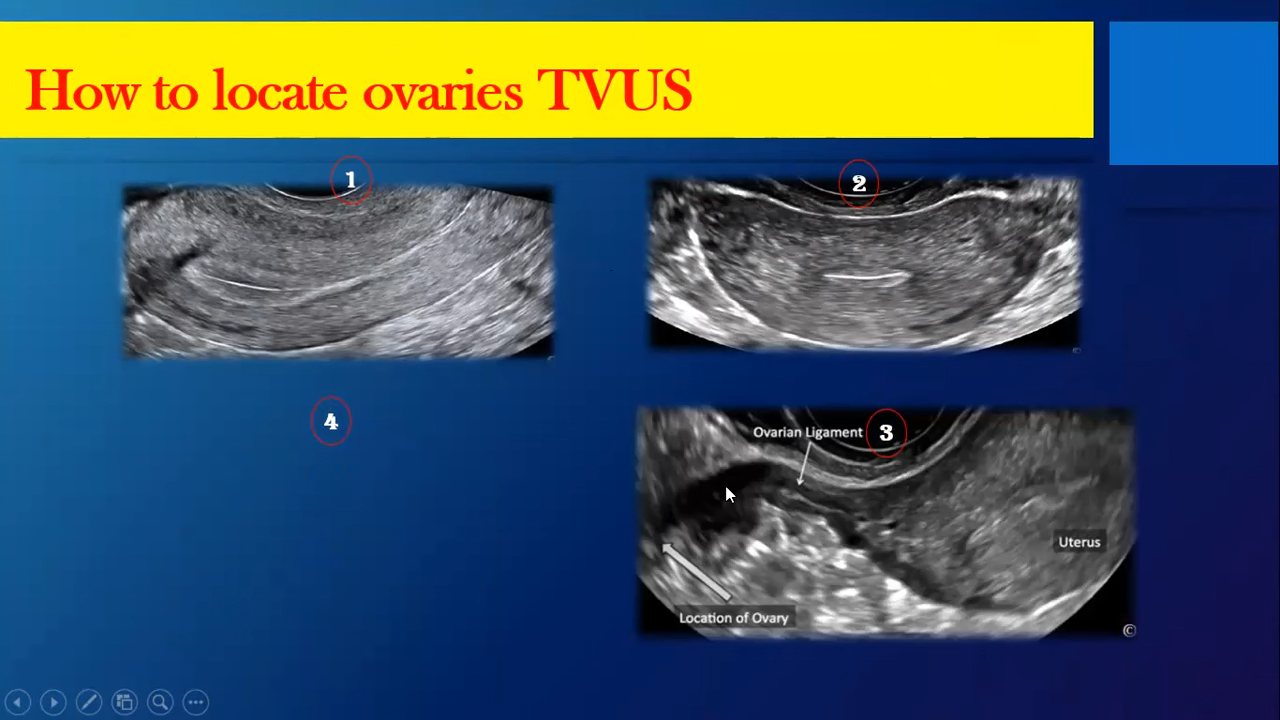 How to locate ovaries TVUS
1
2
4
Ovarian Ligament
3
Uterus
Location of Ovary
©